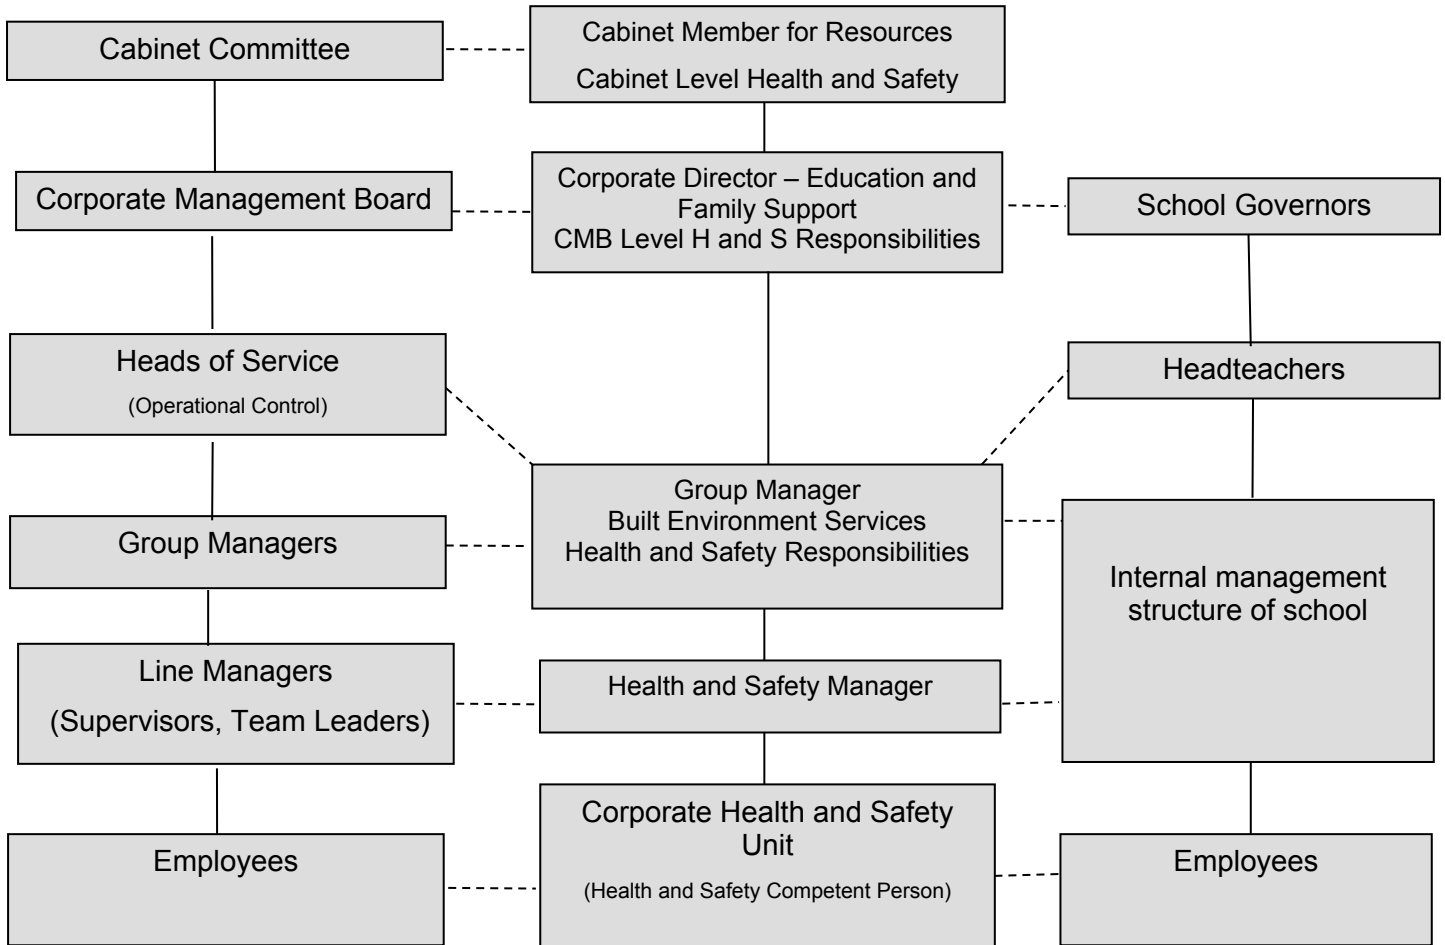 Cabinet Committee
Cabinet Member for Resources
Cabinet Level Health and Safety
Corporate Management Board
Corporate Director – Education and
Family Support
CMB Level H and S Responsibilities
School Governors
Heads of Service
(Operational Control)
Headteachers
Group Managers
Group Manager
Built Environment Services
Health and Safety Responsibilities
Internal management
structure of school
Line Managers
(Supervisors, Team Leaders)
Health and Safety Manager
Employees
Corporate Health and Safety
Unit
(Health and Safety Competent Person)
Employees